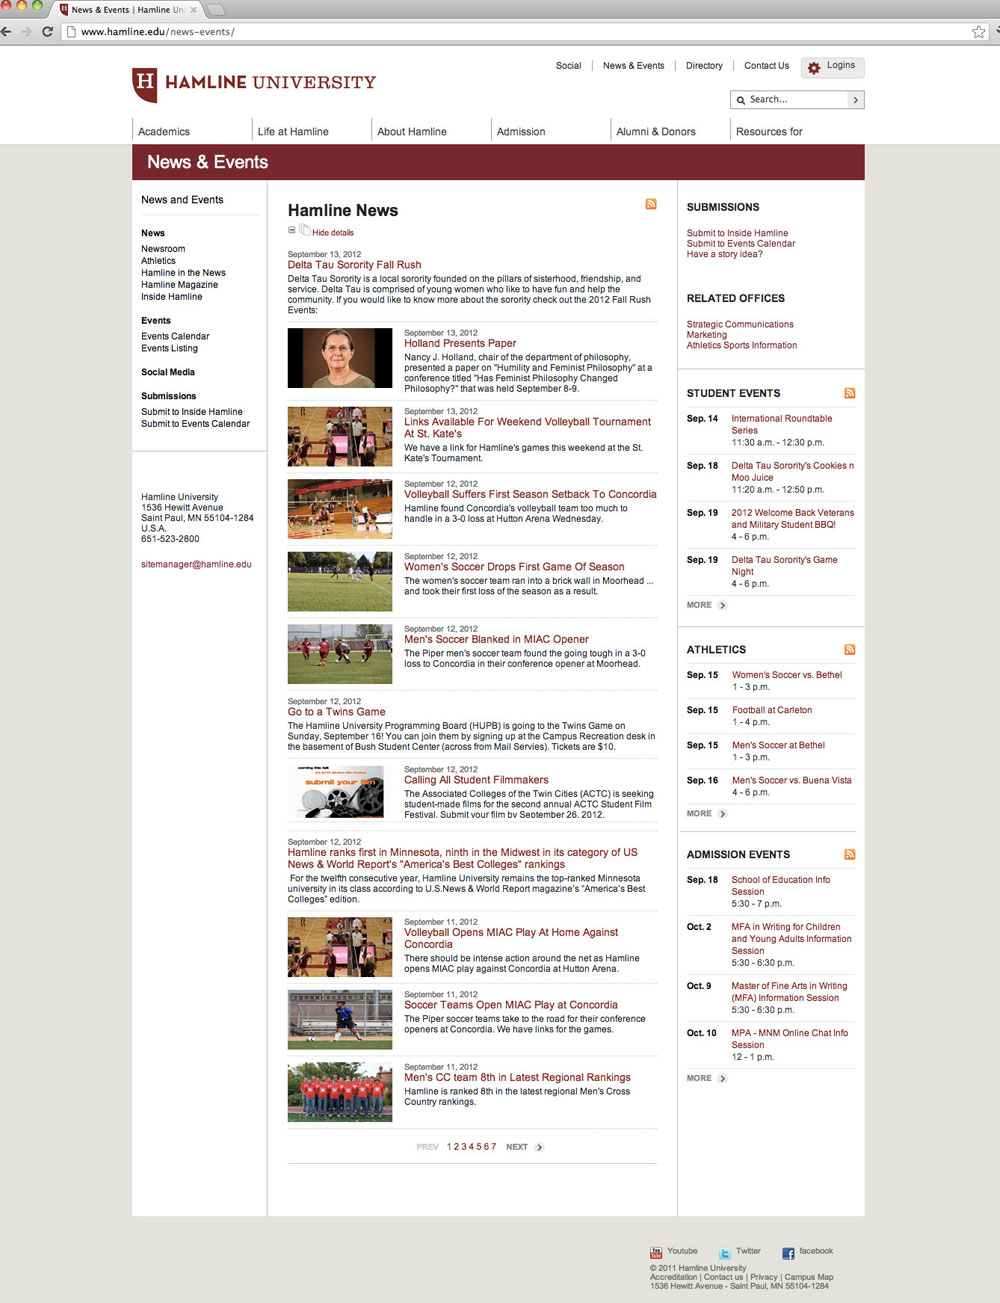 News & Events | Hamline Uni
www.hamline.edu/news-events/
Social
News & Events
Directory
Contact Us
Logins
H HAMLINE UNIVERSITY
Search...
Academics
Life at Hamline
About Hamline
Admission
Alumni & Donors
Resources for
News & Events
News and Events
News
Newsroom
Athletics
Hamline in the News
Hamline Magazine
Inside Hamline
Events
Events Calendar
Events Listing
Social Media
Submissions
Submit to Inside Hamline
Submit to Events Calendar
Hamline University
1536 Hewitt Avenue
Saint Paul, MN 55104-1284
U.S.A.
651-523-2800
sitemanager@hamline.edu
Hamline News
Hide details
September 13, 2012
Delta Tau Sorority Fall Rush
Delta Tau Sorority is a local sorority founded on the pillars of sisterhood, friendship, and
service. Delta Tau is comprised of young women who like to have fun and help the
community. If you would like to know more about the sorority check out the 2012 Fall Rush
Events:
September 13, 2012
Holland Presents Paper
Nancy J. Holland, chair of the department of philosophy,
presented a paper on "Humility and Feminist Philosophy" at a
conference titled "Has Feminist Philosophy Changed
Philosophy?" that was held September 8-9.
September 13, 2012
Links Available For Weekend Volleyball Tournament
At St. Kate's
We have a link for Hamline's games this weekend at the St.
Kate's Tournament.
September 12, 2012
Volleyball Suffers First Season Setback To Concordia
Hamline found Concordia's volleyball team too much to
handle in a 3-0 loss at Hutton Arena Wednesday.
September 12, 2012
Women's Soccer Drops First Game Of Season
The women's soccer team ran into a brick wall in Moorhead ...
and took their first loss of the season as a result.
September 12, 2012
Men's Soccer Blanked in MIAC Opener
The Piper men's soccer team found the going tough in a 3-0
loss to Concordia in their conference opener at Moorhead.
September 12, 2012
Go to a Twins Game
The Hamline University Programming Board (HUPB) is going to the Twins Game on
Sunday, September 16! You can join them by signing up at the Campus Recreation desk in
the basement of Bush Student Center (across from Mail Servies). Tickets are $10.
coming this fall
submit your film
September 12, 2012
Calling All Student Filmmakers
The Associated Colleges of the Twin Cities (ACTC) is seeking
student-made films for the second annual ACTC Student Film
Festival. Submit your film by September 26, 2012.
September 12, 2012
Hamline ranks first in Minnesota, ninth in the Midwest in its category of US
News & World Report's "America's Best Colleges" rankings
For the twelfth consecutive year, Hamline University remains the top-ranked Minnesota
university in its class according to U.S.News & World Report magazine's "America's Best
Colleges" edition.
September 11, 2012
Volleyball Opens MIAC Play At Home Against
Concordia
There should be intense action around the net as Hamline
opens MIAC play against Concordia at Hutton Arena.
September 11, 2012
Soccer Teams Open MIAC Play at Concordia
The Piper soccer teams take to the road for their conference
openers at Concordia. We have links for the games.
September 11, 2012
Men's CC team 8th in Latest Regional Rankings
Hamline is ranked 8th in the latest regional Men's Cross
Country rankings.
PREV 1 2 3 4 5 6 7 NEXT
SUBMISSIONS
Submit to Inside Hamline
Submit to Events Calendar
Have a story idea?
RELATED OFFICES
Strategic Communications
Marketing
Athletics Sports Information
STUDENT EVENTS
Sep. 14 International Roundtable
Series
11:30 a.m. - 12:30 p.m.
Sep. 18 Delta Tau Sorority's Cookies n
Moo Juice
11:20 a.m. - 12:50 p.m.
Sep. 19 2012 Welcome Back Veterans
and Military Student BBQ!
4 - 6 p.m.
Sep. 19 Delta Tau Sorority's Game
Night
4 - 6 p.m.
MORE
ATHLETICS
Sep. 15 Women's Soccer vs. Bethel
1 - 3 p.m.
Sep. 15 Football at Carleton
1 - 4 p.m.
Sep. 15 Men's Soccer at Bethel
1 - 3 p.m.
Sep. 16 Men's Soccer vs. Buena Vista
4 - 6 p.m.
MORE
ADMISSION EVENTS
Sep. 18 School of Education Info
Session
5:30 - 7 p.m.
Oct. 2 MFA in Writing for Children
and Young Adults Information
Session
5:30 - 6:30 p.m.
Oct. 9 Master of Fine Arts in Writing
(MFA) Information Session
5:30 - 6:30 p.m.
Oct. 10 MPA - MNM Online Chat Info
Session
12 - 1 p.m.
MORE
Youtube
Twitter
facebook
© 2011 Hamline University
Accreditation | Contact us | Privacy | Campus Map
1536 Hewitt Avenue - Saint Paul, MN 55104-1284